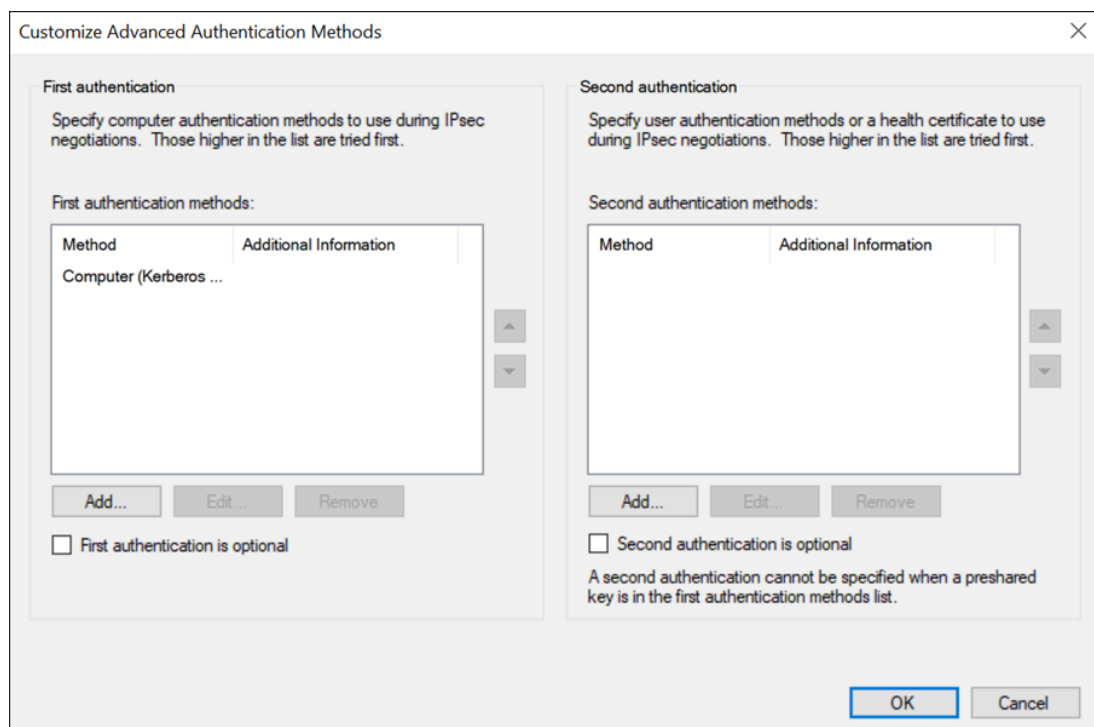 Customize Advanced Authentication Methods
First authentication
Specify computer authentication methods to use during IPsec
negotiations.  Those higher in the list are tried first.
First authentication methods:
Method Additional Information
Computer (Kerberos ...
Add... Edit... Remove
First authentication is optional
Second authentication
Specify user authentication methods or a health certificate to use
during IPsec negotiations.  Those higher in the list are tried first.
Second authentication methods:
Method Additional Information
Add... Edit... Remove
Second authentication is optional
A second authentication cannot be specified when a preshared
key is in the first authentication methods list.
OK Cancel